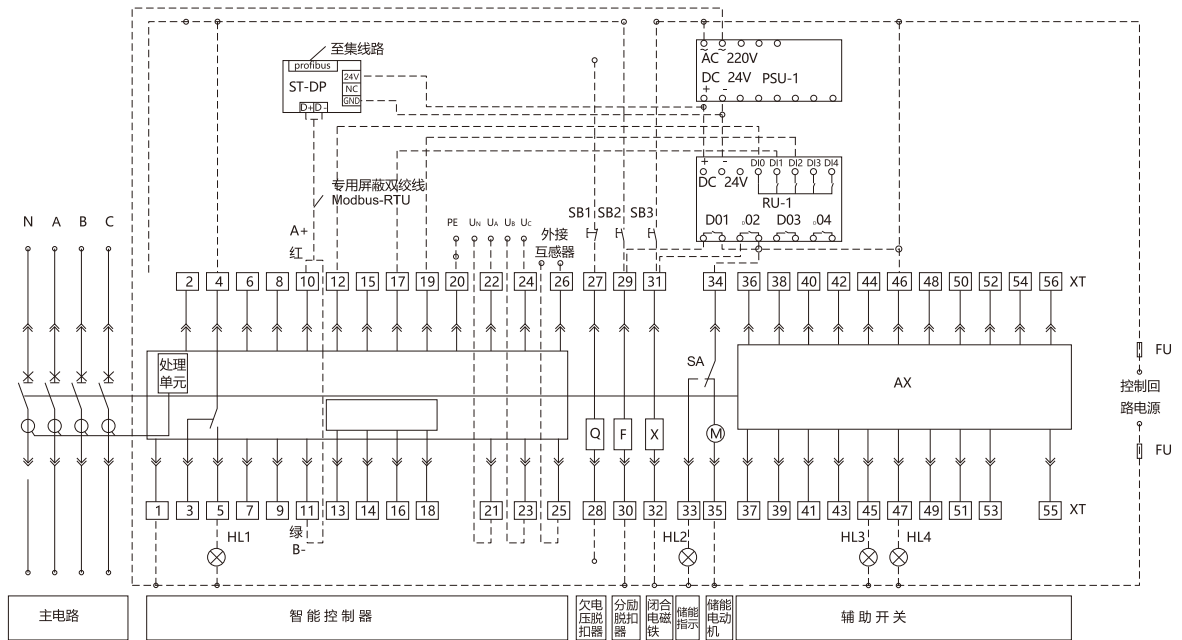 至集线路
profibus
ST-DP
24V
NC
GND
D+ D-
AC 220V
DC 24V PSU-1
+ -
+ - DI0 DI1 DI2 DI3 DI4
DC 24V
RU-1
D01 D02 D03 D04
专用屏蔽双绞线
Modbus-RTU
SB1 SB2 SB3
N A B C
A+
红
PE UN UA UB UC
外接
互感器
2 4 6 8 10 12 15 17 19 20 22 24 26 27 29 31 34 36 38 40 42 44 46 48 50 52 54 56 XT
处理
单元
SA
AX
FU
控制回
路电源
FU
Q F X M
1 3 5 7 9 11 13 14 16 18 21 23 25 28 30 32 33 35 37 39 41 43 45 47 49 51 53 55 XT
绿
B-
HL1 HL2 HL3 HL4
主电路
智能控制器
欠电
压脱
扣器
分励
脱扣
器
闭合
电磁
铁
储能
指示
储能
电动
机
辅助开关